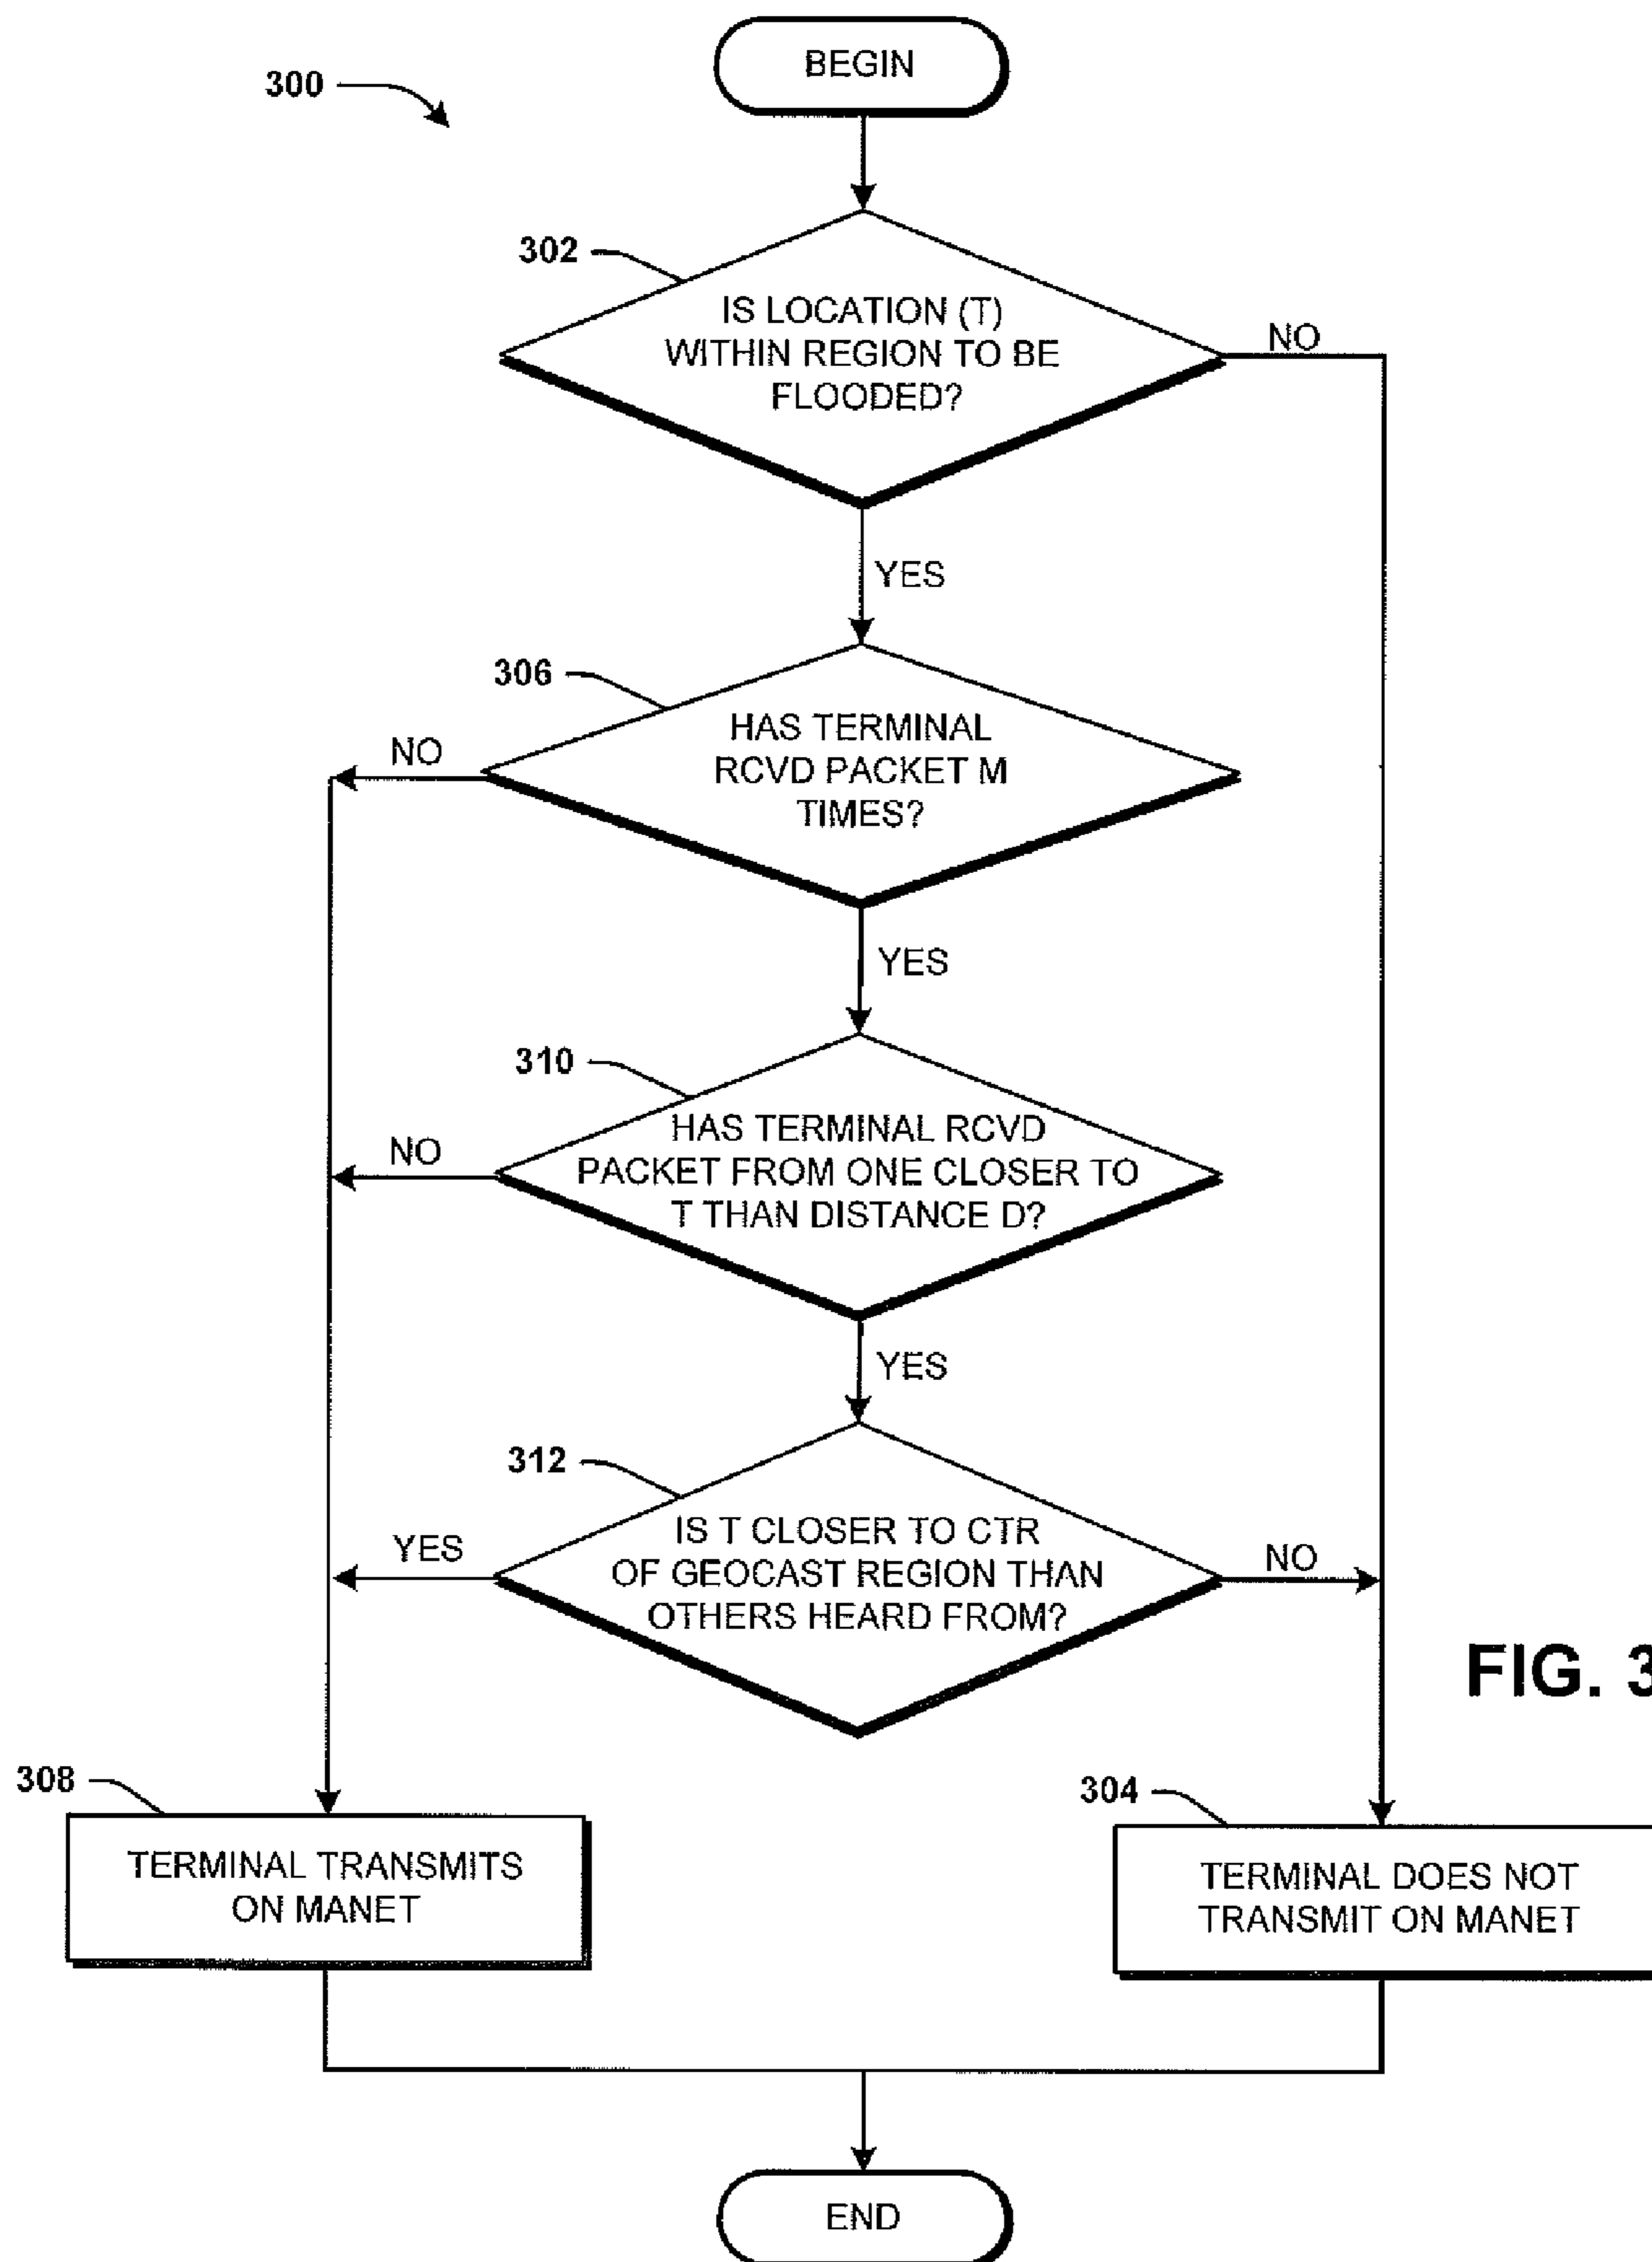 BEGIN
300
302
IS LOCATION (T)
WITHIN REGION TO BE
FLOODED?
NO
YES
306
HAS TERMINAL
RCVD PACKET M
TIMES?
NO
YES
310
HAS TERMINAL RCVD
PACKET FROM ONE CLOSER TO
T THAN DISTANCE D?
NO
YES
312
IS T CLOSER TO CTR
OF GEOCAST REGION THAN
OTHERS HEARD FROM?
YES
NO
FIG. 3
308
TERMINAL TRANSMITS
ON MANET
304
TERMINAL DOES NOT
TRANSMIT ON MANET
END